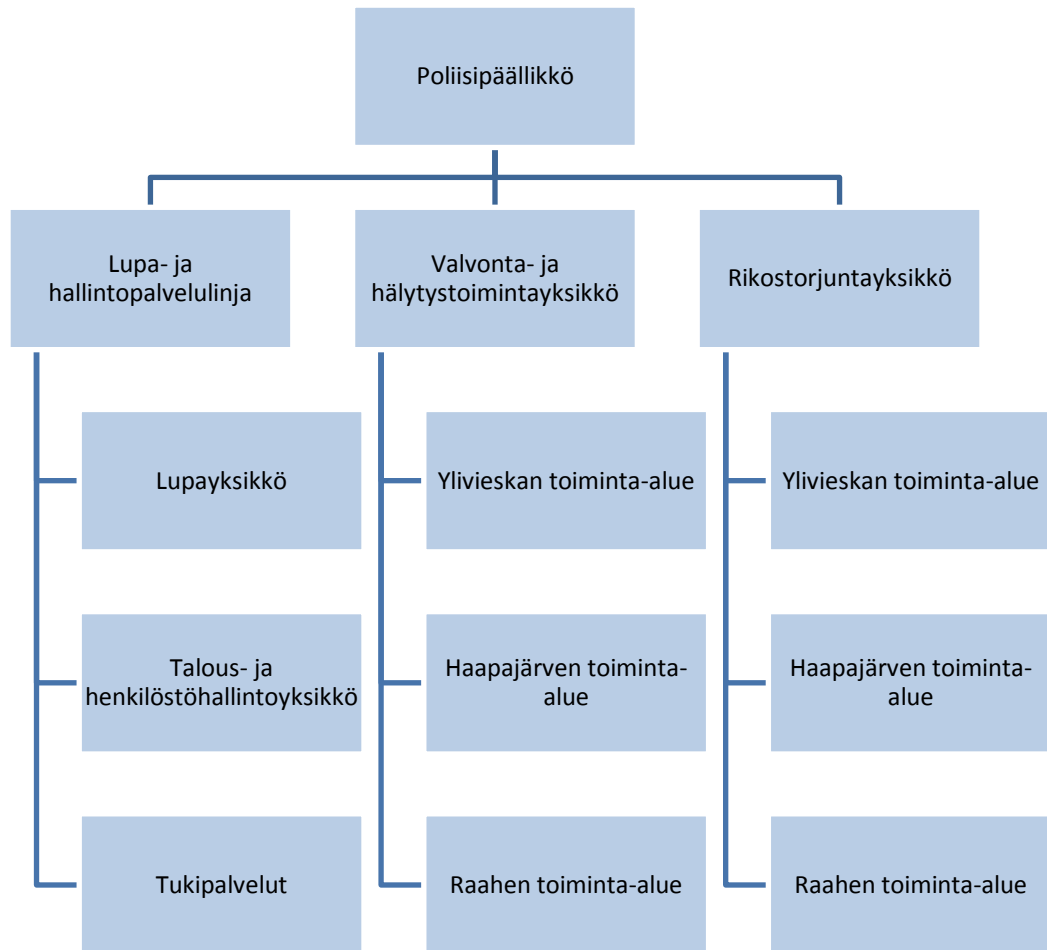 Poliisipäällikkö
Lupa- ja
hallintopalvelulinja
Valvonta- ja
hälytystoimintayksikkö
Rikostorjuntayksikkö
Lupayksikkö
Ylivieskan toiminta-alue
Ylivieskan toiminta-alue
Talous- ja
henkilöstöhallintoyksikkö
Haapajärven toiminta-
alue
Haapajärven toiminta-
alue
Tukipalvelut
Raahen toiminta-alue
Raahen toiminta-alue